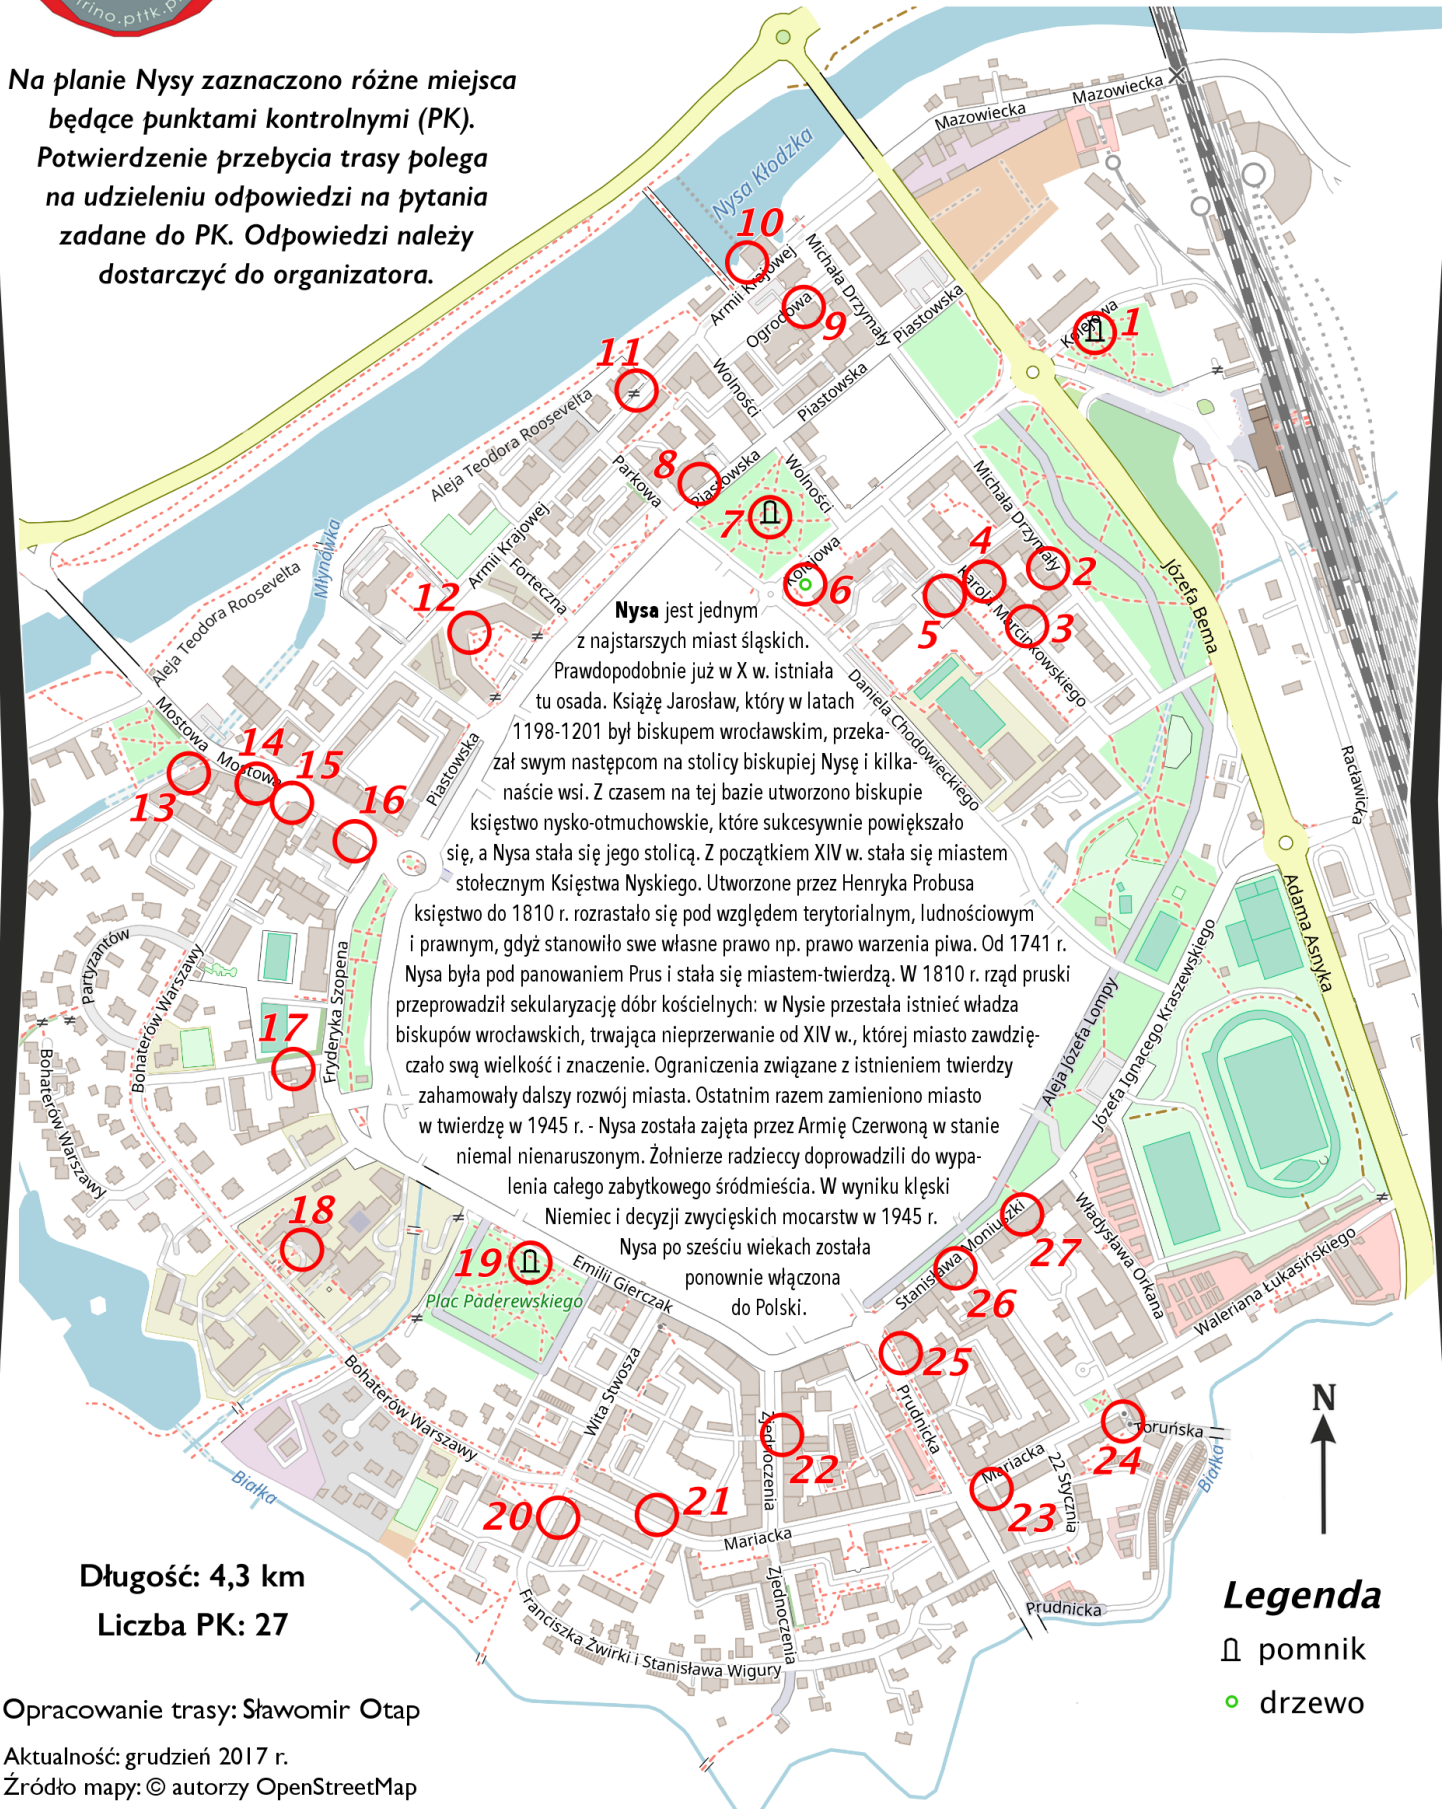 rino.pttk.p
Na planie Nysy zaznaczono różne miejsca
będące punktami kontrolnymi (PK).
Potwierdzenie przebycia trasy polega
na udzieleniu odpowiedzi na pytania
zadane do PK. Odpowiedzi należy
dostarczyć do organizatora.
Mazowiecka
Mazowiecka
Nysa Kłodzka
10
Armii Krajowej
Michała Drzymały
Ogrodowa
9
Piastowska
Kolejowa
1
11
Wolności
Piastowska
Aleja Teodora Roosevelta
Parkowa
8
Piastowska
Wolności
7
Michała Drzymały
Młynówka
Armii Krajowej
Forteczna
Kolejowa
6
4
2
5
Karola Marcinkowskiego
3
Józefa Bema
Aleja Teodora Roosevelta
12
Daniela Chodowieckiego
Mostowa
Mostowa
13
14
15
16
Piastowska
Racławicka
Nysa jest jednym
z najstarszych miast śląskich.
Prawdopodobnie już w X w. istniała
tu osada. Książę Jarosław, który w latach
1198-1201 był biskupem wrocławskim, przeka-
zał swym następcom na stolicy biskupiej Nysę i kilka-
naście wsi. Z czasem na tej bazie utworzono biskupie
księstwo nysko-otmuchowskie, które sukcesywnie powiększało
się, a Nysa stała się jego stolicą. Z początkiem XIV w. stała się miastem
stołecznym Księstwa Nyskiego. Utworzone przez Henryka Probusa
księstwo do 1810 r. rozrastało się pod względem terytorialnym, ludnościowym
i prawnym, gdyż stanowiło swe własne prawo np. prawo warzenia piwa. Od 1741 r.
Nysa była pod panowaniem Prus i stała się miastem-twierdzą. W 1810 r. rząd pruski
przeprowadził sekularyzację dóbr kościelnych: w Nysie przestała istnieć władza
biskupów wrocławskich, trwająca nieprzerwanie od XIV w., której miasto zawdzię-
czało swą wielkość i znaczenie. Ograniczenia związane z istnieniem twierdzy
zahamowały dalszy rozwój miasta. Ostatnim razem zamieniono miasto
w twierdzę w 1945 r. - Nysa została zajęta przez Armię Czerwoną w stanie
niemal nienaruszonym. Żołnierze radzieccy doprowadzili do wypa-
lenia całego zabytkowego śródmieścia. W wyniku klęski
Niemiec i decyzji zwycięskich mocarstw w 1945 r.
Nysa po sześciu wiekach została
ponownie włączona
do Polski.
Partyzantów
Bohaterów Warszawy
Fryderyka Szopena
17
Bohaterów Warszawy
Adama Asnyka
Józefa Ignacego Kraszewskiego
Aleja Józefa Lompy
18
19
Plac Paderewskiego
Emilii Gierczak
Stanisława Moniuszki
27
26
Władysława Orkana
Waleriana Łukasińskiego
25
Bohaterów Warszawy
Wita Stwosza
Zjednoczenia
22
Prudnicka
Toruńska
24
Mariacka
22 Stycznia
Białka
Białka
23
20
21
Mariacka
Zjednoczenia
Franciszka Żwirki i Stanisława Wigury
Prudnicka
N
Długość: 4,3 km
Liczba PK: 27
Legenda
pomnik
drzewo
Opracowanie trasy: Sławomir Otap
Aktualność: grudzień 2017 r.
Źródło mapy: © autorzy OpenStreetMap